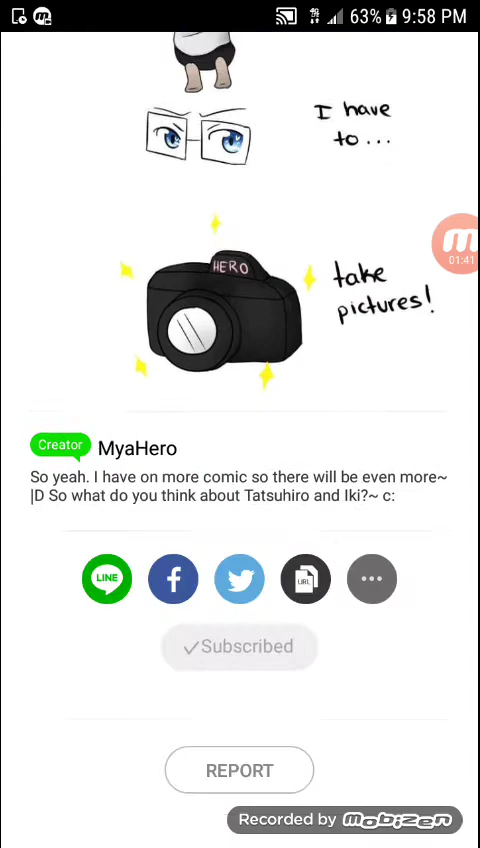 63% 9:58 PM
I have
to...
HERO
01:41
take
pictures!
Creator MyaHero
So yeah. I have on more comic so there will be even more~
|D So what do you think about Tatsuhiro and Iki?~ c:
LINE
URL
✓Subscribed
REPORT
Recorded by mobizen